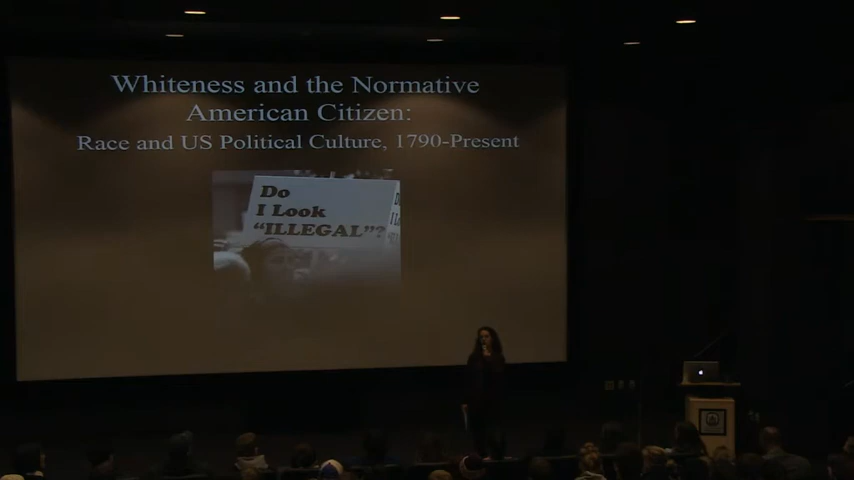 Whiteness and the Normative
American Citizen:
Race and US Political Culture, 1790-Present
Do
I Look
“ILLEGAL”?